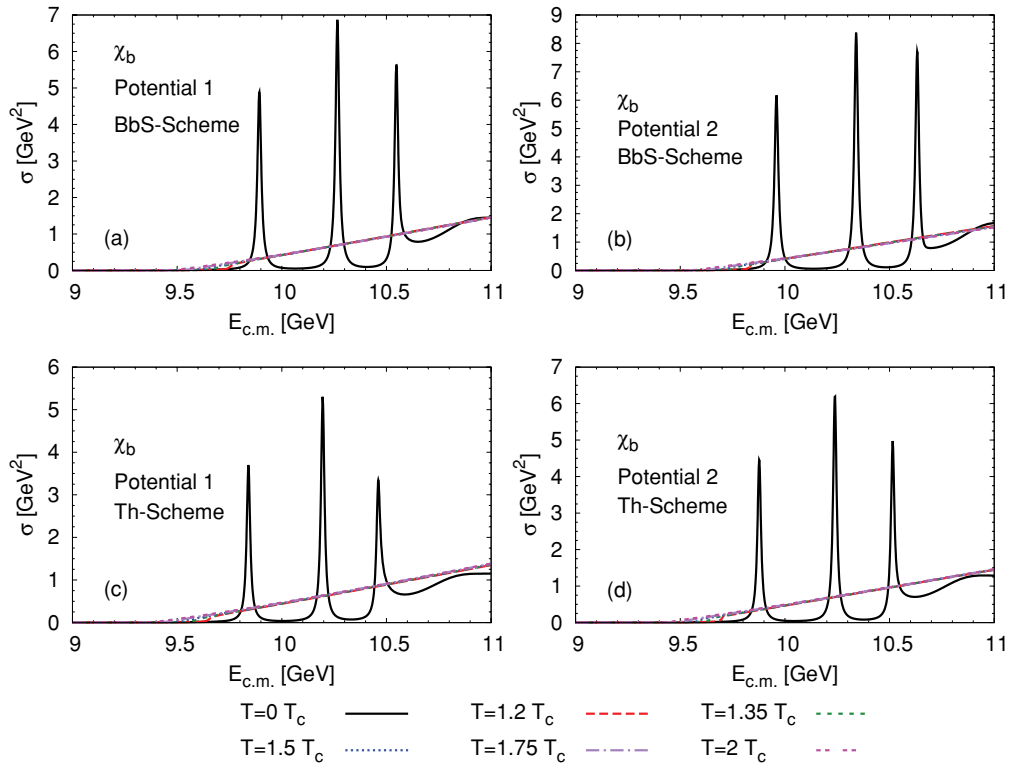 7
6
5
4
3
2
1
0
σ [GeV²]
χ_b
Potential 1
BbS-Scheme
(a)
9 9.5 10 10.5 11
E_c.m. [GeV]
9
8
7
6
5
4
3
2
1
0
σ [GeV²]
χ_b
Potential 2
BbS-Scheme
(b)
9 9.5 10 10.5 11
E_c.m. [GeV]
6
5
4
3
2
1
0
σ [GeV²]
χ_b
Potential 1
Th-Scheme
(c)
9 9.5 10 10.5 11
E_c.m. [GeV]
7
6
5
4
3
2
1
0
σ [GeV²]
χ_b
Potential 2
Th-Scheme
(d)
9 9.5 10 10.5 11
E_c.m. [GeV]
T=0 T_c T=1.2 T_c T=1.35 T_c
T=1.5 T_c T=1.75 T_c T=2 T_c